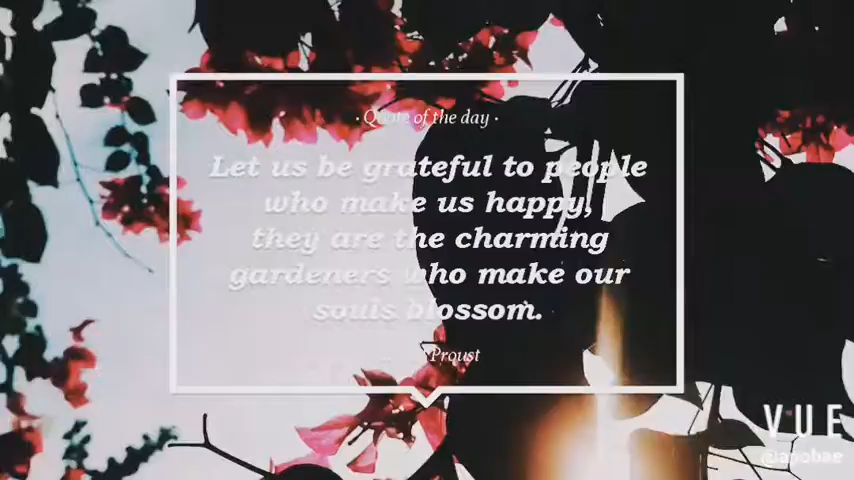 · Quote of the day ·
Let us be grateful to people
who make us happy,
they are the charming
gardeners who make our
souls blossom.
Proust
VUE
@apobae